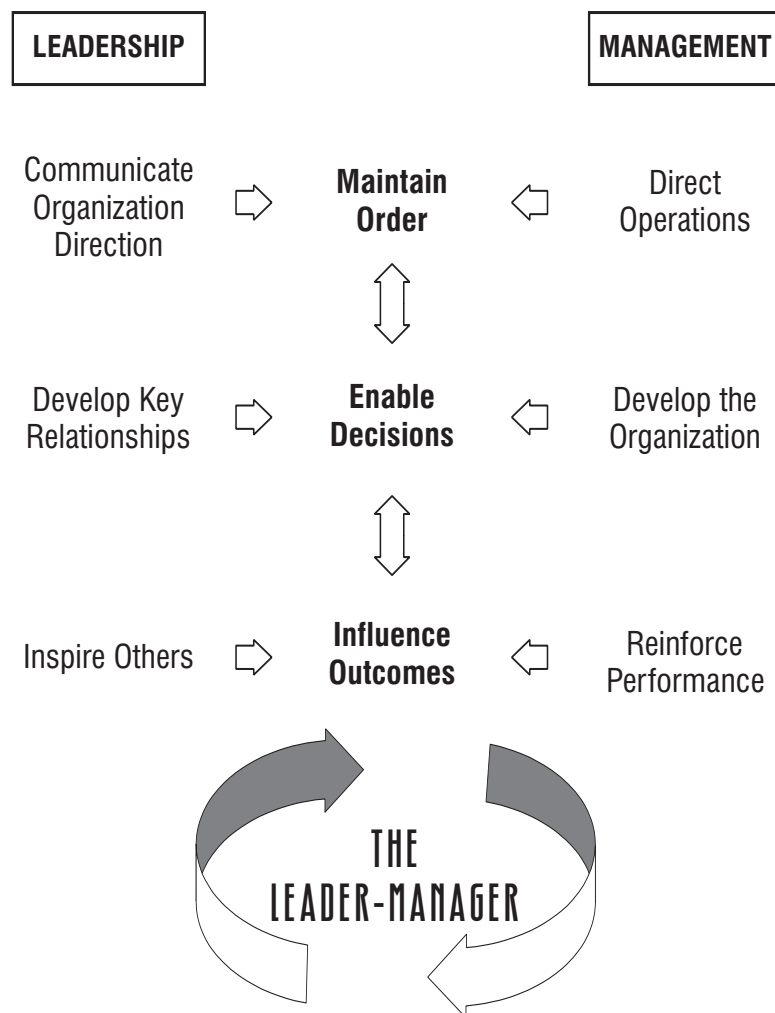 LEADERSHIP
MANAGEMENT
Communicate
Organization
Direction
Maintain
Order
Direct
Operations
Develop Key
Relationships
Enable
Decisions
Develop the
Organization
Inspire Others
Influence
Outcomes
Reinforce
Performance
THE
LEADER-MANAGER